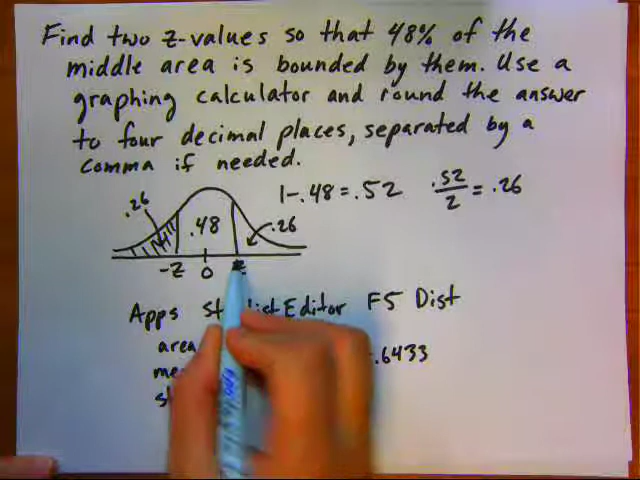 Find two z-values so that 48% of the
middle area is bounded by them. Use a
graphing calculator and round the answer
to four decimal places, separated by a
comma if needed.
1-.48=.52 .52/2 = .26
.26
.48 .26
-z 0
Apps Editor F5 Dist
area .6433